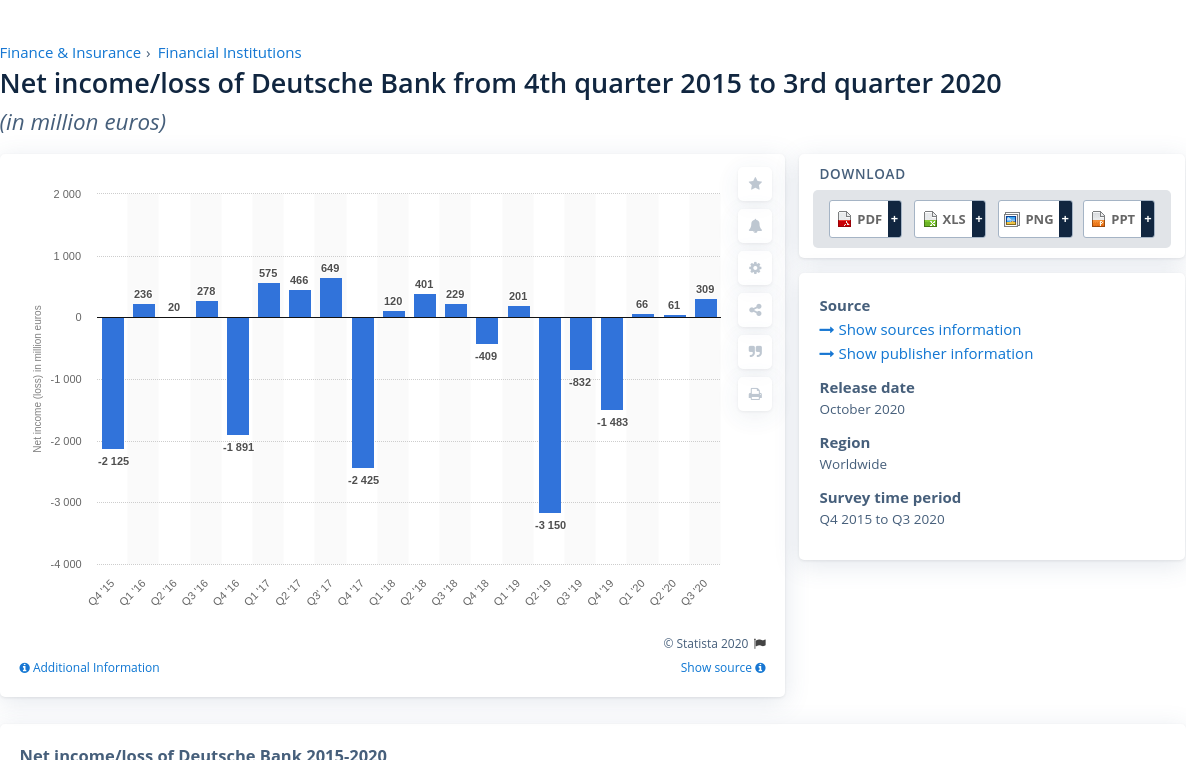 Finance & Insurance › Financial Institutions
Net income/loss of Deutsche Bank from 4th quarter 2015 to 3rd quarter 2020
(in million euros)
2 000
1 000
0
-1 000
-2 000
-3 000
-4 000
Net income (loss) in million euros
-2 125
236
20
278
-1 891
575
466
649
-2 425
120
401
229
-409
201
-3 150
-832
-1 483
66
61
309
Q4 '15
Q1 '16
Q2 '16
Q3 '16
Q4 '16
Q1 '17
Q2 '17
Q3' 17
Q4 '17
Q1 '18
Q2 '18
Q3 '18
Q4 '18
Q1 '19
Q2 '19
Q3 '19
Q4 '19
Q1 '20
Q2 '20
Q3 '20
© Statista 2020
Additional Information
Show source
DOWNLOAD
PDF + XLS + PNG + PPT +
Source
Show sources information
Show publisher information
Release date
October 2020
Region
Worldwide
Survey time period
Q4 2015 to Q3 2020
Net income/loss of Deutsche Bank 2015-2020